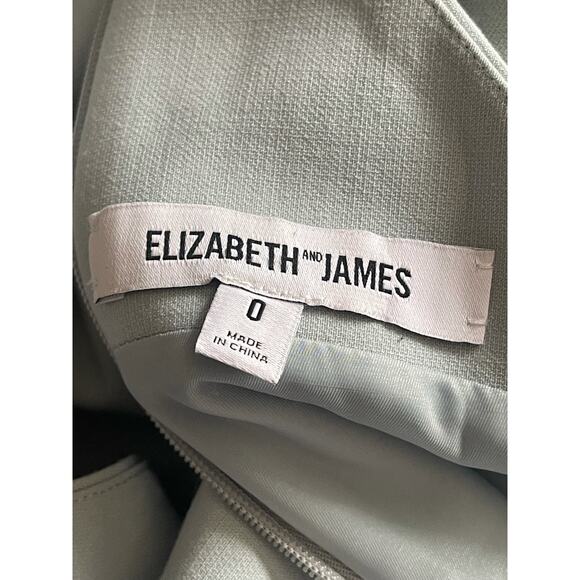 ELIZABETH AND JAMES
0
MADE
IN CHINA